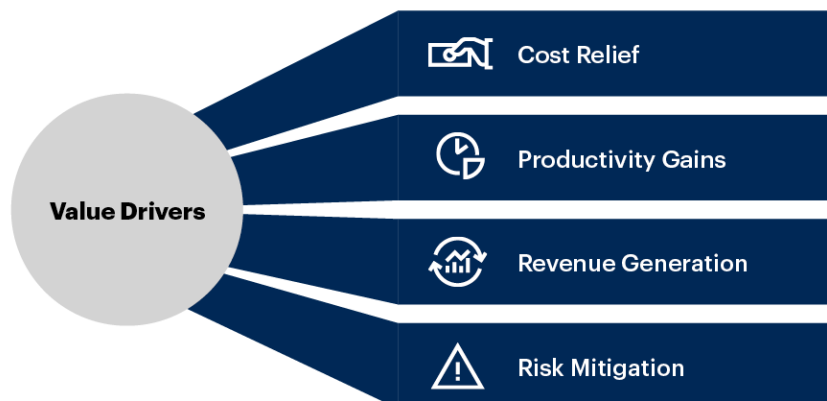 Value Drivers
Cost Relief
Productivity Gains
Revenue Generation
Risk Mitigation